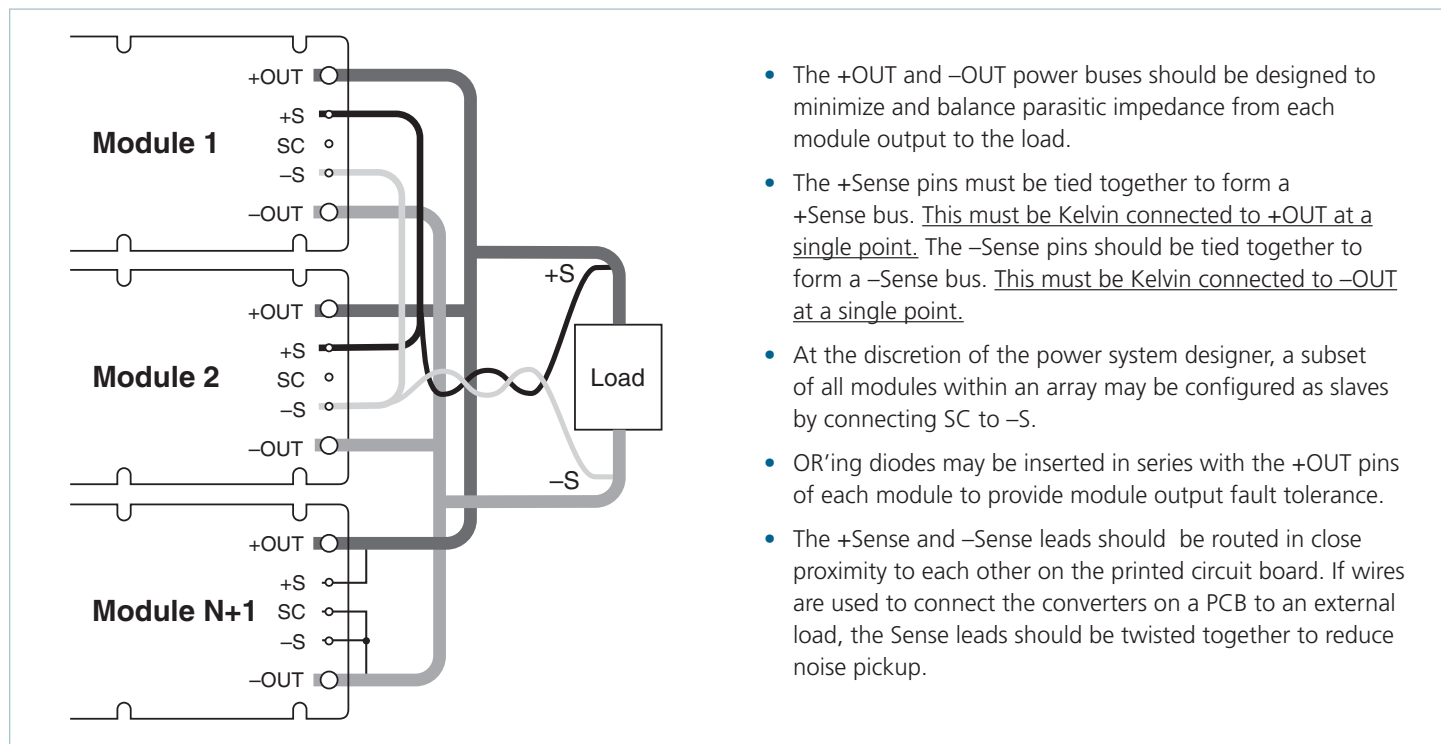 +OUT
+S
Module 1
SC
–S
–OUT
+OUT
+S
Module 2
SC
–S
–OUT
+OUT
+S
Module N+1
SC
–S
–OUT
+S
Load
–S
• The +OUT and –OUT power buses should be designed to
minimize and balance parasitic impedance from each
module output to the load.
• The +Sense pins must be tied together to form a
+Sense bus. This must be Kelvin connected to +OUT at a
single point. The –Sense pins should be tied together to
form a –Sense bus. This must be Kelvin connected to –OUT
at a single point.
• At the discretion of the power system designer, a subset
of all modules within an array may be configured as slaves
by connecting SC to –S.
• OR’ing diodes may be inserted in series with the +OUT pins
of each module to provide module output fault tolerance.
• The +Sense and –Sense leads should  be routed in close
proximity to each other on the printed circuit board. If wires
are used to connect the converters on a PCB to an external
load, the Sense leads should be twisted together to reduce
noise pickup.